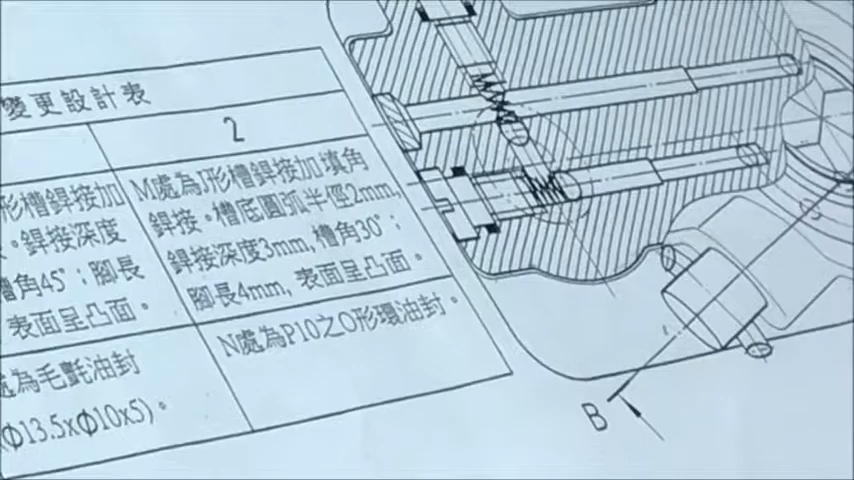 變更設計表
2
形槽銲接加
。銲接深度
槽角45°；腳長
表面呈凸面。
M處為J形槽銲接加填角
銲接。槽底圓弧半徑2mm,
銲接深度3mm, 槽角30°；
腳長4mm, 表面呈凸面。
處為毛氈油封
Φ13.5xΦ10x5)。
N處為P10之O形環油封。
B